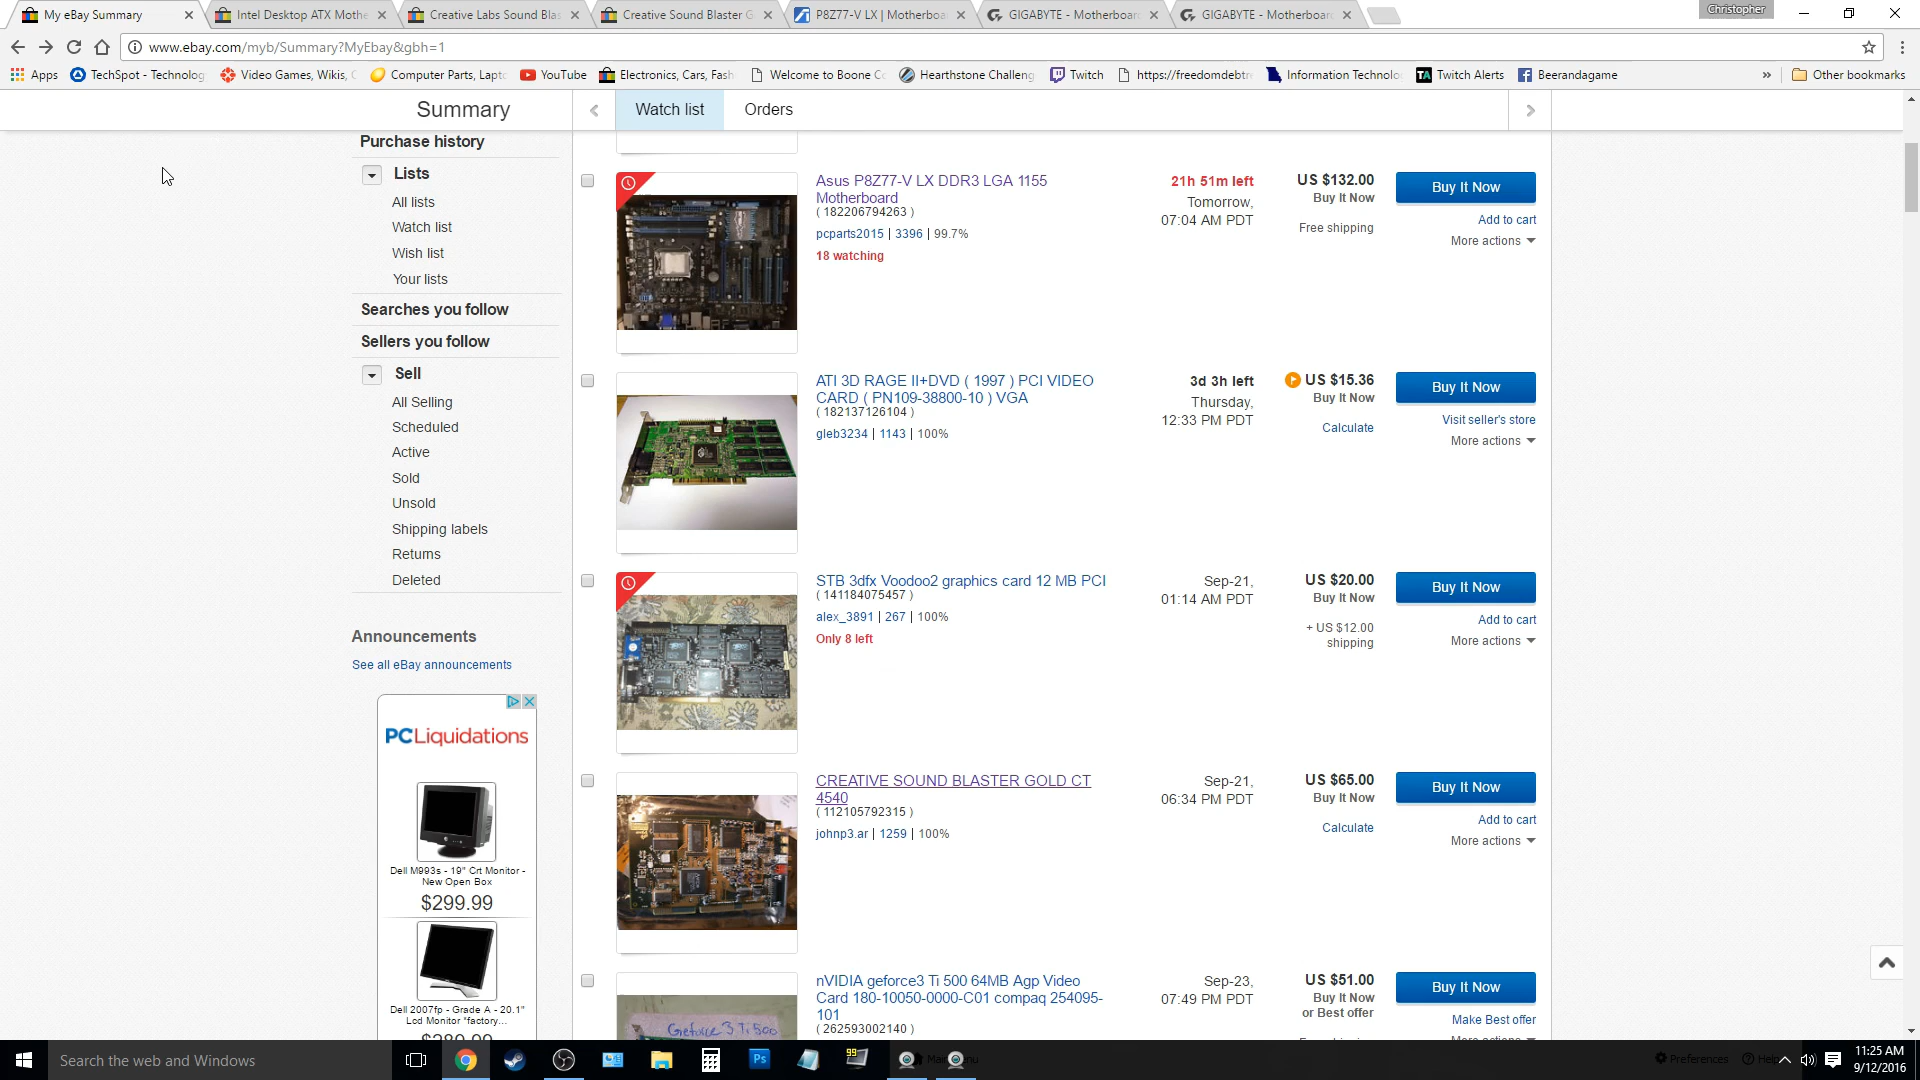 My eBay Summary
Intel Desktop ATX Mothe
Creative Labs Sound Blas
Creative Sound Blaster G
P8Z77-V LX | Motherboa
GIGABYTE - Motherboard
GIGABYTE - Motherboard
Christopher
www.ebay.com/myb/Summary?MyEbay&gbh=1
Apps
TechSpot - Technolog
Video Games, Wikis, C
Computer Parts, Lapto
YouTube
Electronics, Cars, Fash
Welcome to Boone Co
Hearthstone Challeng
Twitch
https://freedomdebtre
Information Technolo
Twitch Alerts
Beerandagame
»
Other bookmarks
Summary
Watch list
Orders
Purchase history
Lists
All lists
Watch list
Wish list
Your lists
Searches you follow
Sellers you follow
Sell
All Selling
Scheduled
Active
Sold
Unsold
Shipping labels
Returns
Deleted
Announcements
See all eBay announcements
PCLiquidations
Dell M993s - 19" Crt Monitor -
New Open Box
$299.99
Dell 2007fp - Grade A - 20.1"
Lcd Monitor "factory...
Asus P8Z77-V LX DDR3 LGA 1155
Motherboard
( 182206794263 )
pcparts2015 | 3396 | 99.7%
18 watching
21h 51m left
Tomorrow,
07:04 AM PDT
US $132.00
Buy It Now
Free shipping
Buy It Now
Add to cart
More actions
ATI 3D RAGE II+DVD ( 1997 ) PCI VIDEO
CARD ( PN109-38800-10 ) VGA
( 182137126104 )
gleb3234 | 1143 | 100%
3d 3h left
Thursday,
12:33 PM PDT
US $15.36
Buy It Now
Calculate
Buy It Now
Visit seller's store
More actions
STB 3dfx Voodoo2 graphics card 12 MB PCI
( 141184075457 )
alex_3891 | 267 | 100%
Only 8 left
Sep-21,
01:14 AM PDT
US $20.00
Buy It Now
+ US $12.00
shipping
Buy It Now
Add to cart
More actions
CREATIVE SOUND BLASTER GOLD CT
4540
( 112105792315 )
johnp3.ar | 1259 | 100%
Sep-21,
06:34 PM PDT
US $65.00
Buy It Now
Calculate
Buy It Now
Add to cart
More actions
nVIDIA geforce3 Ti 500 64MB Agp Video
Card 180-10050-0000-C01 compaq 254095-
101
( 262593002140 )
Geforce 3 Ti 500
Sep-23,
07:49 PM PDT
US $51.00
Buy It Now
or Best offer
Buy It Now
Make Best offer
Search the web and Windows
Ps
99
Preferences
Help
11:25 AM
9/12/2016